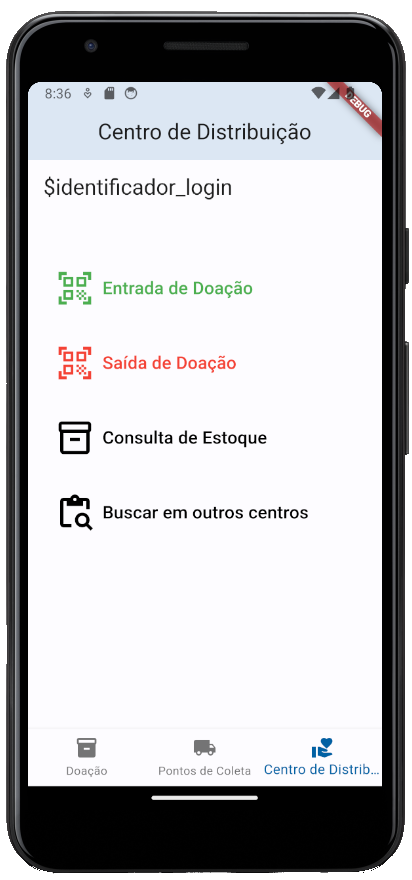 8:36
DEBUG
Centro de Distribuição
$identificador_login
Entrada de Doação
Saída de Doação
Consulta de Estoque
Buscar em outros centros
Doação
Pontos de Coleta
Centro de Distrib...